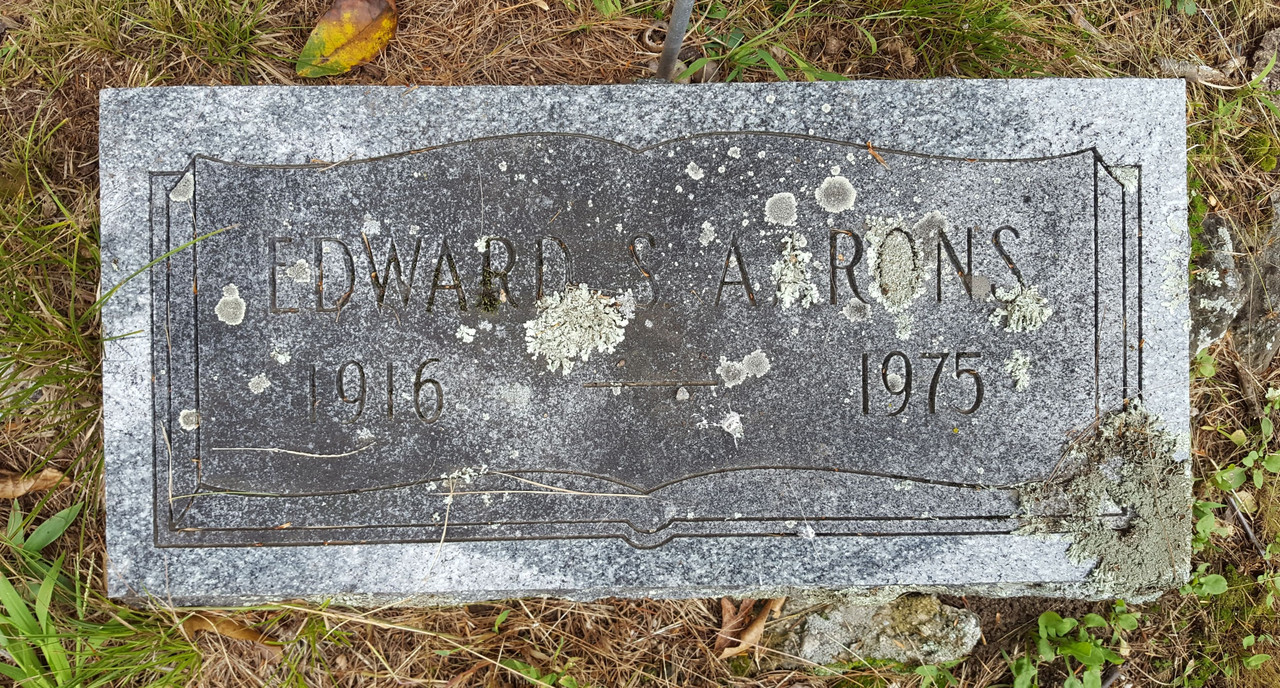 EDWARD S AARONS
1916 — 1975